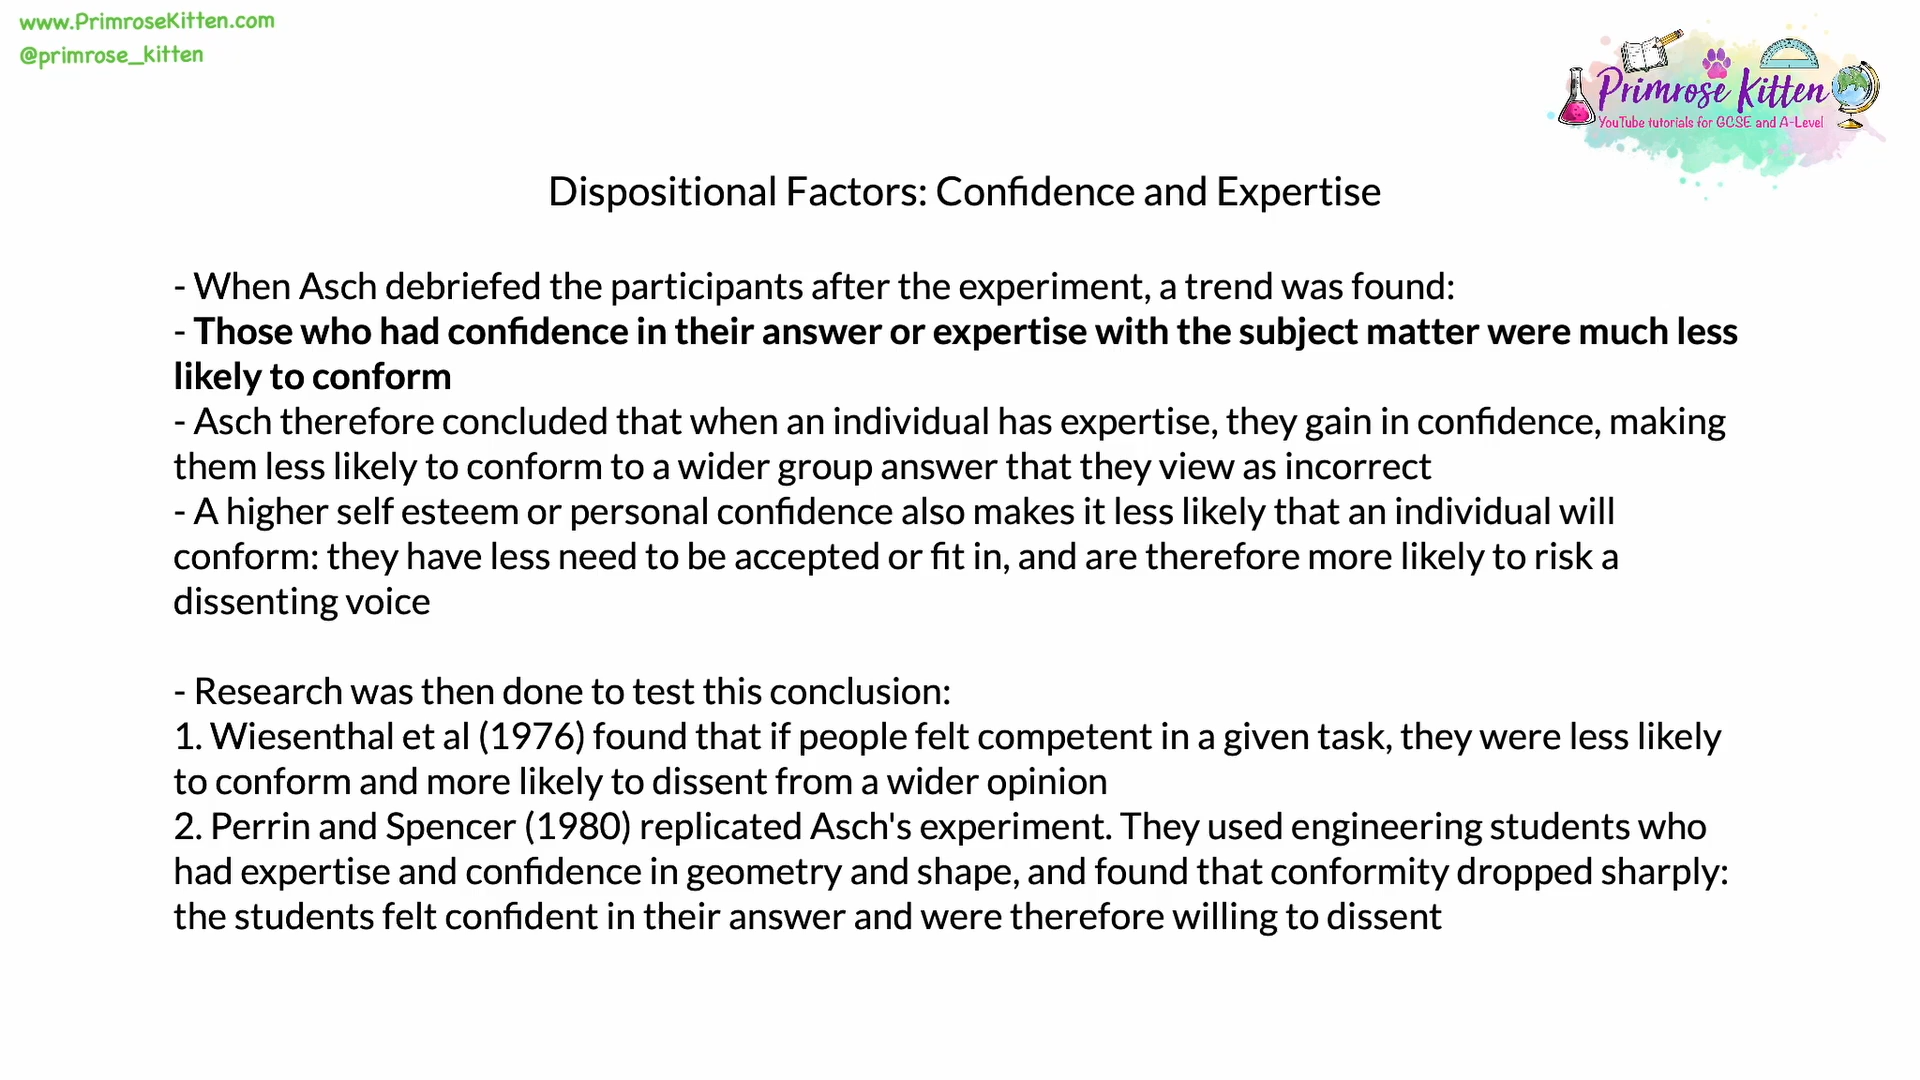 www.PrimroseKitten.com
@primrose_kitten
Primrose Kitten
YouTube tutorials for GCSE and A-Level
Dispositional Factors: Confidence and Expertise
- When Asch debriefed the participants after the experiment, a trend was found:
- Those who had confidence in their answer or expertise with the subject matter were much less
likely to conform
- Asch therefore concluded that when an individual has expertise, they gain in confidence, making
them less likely to conform to a wider group answer that they view as incorrect
- A higher self esteem or personal confidence also makes it less likely that an individual will
conform: they have less need to be accepted or fit in, and are therefore more likely to risk a
dissenting voice
- Research was then done to test this conclusion:
1. Wiesenthal et al (1976) found that if people felt competent in a given task, they were less likely
to conform and more likely to dissent from a wider opinion
2. Perrin and Spencer (1980) replicated Asch's experiment. They used engineering students who
had expertise and confidence in geometry and shape, and found that conformity dropped sharply:
the students felt confident in their answer and were therefore willing to dissent